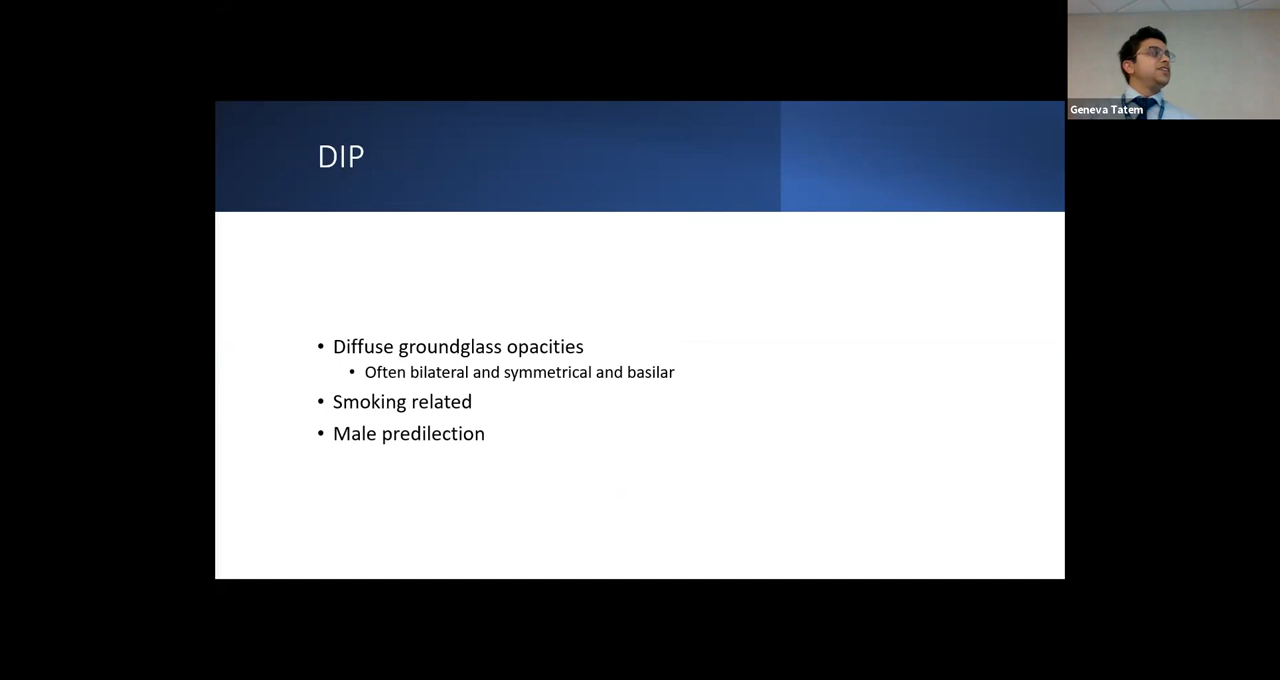 DIP
• Diffuse groundglass opacities
• Often bilateral and symmetrical and basilar
• Smoking related
• Male predilection
Geneva Tatem